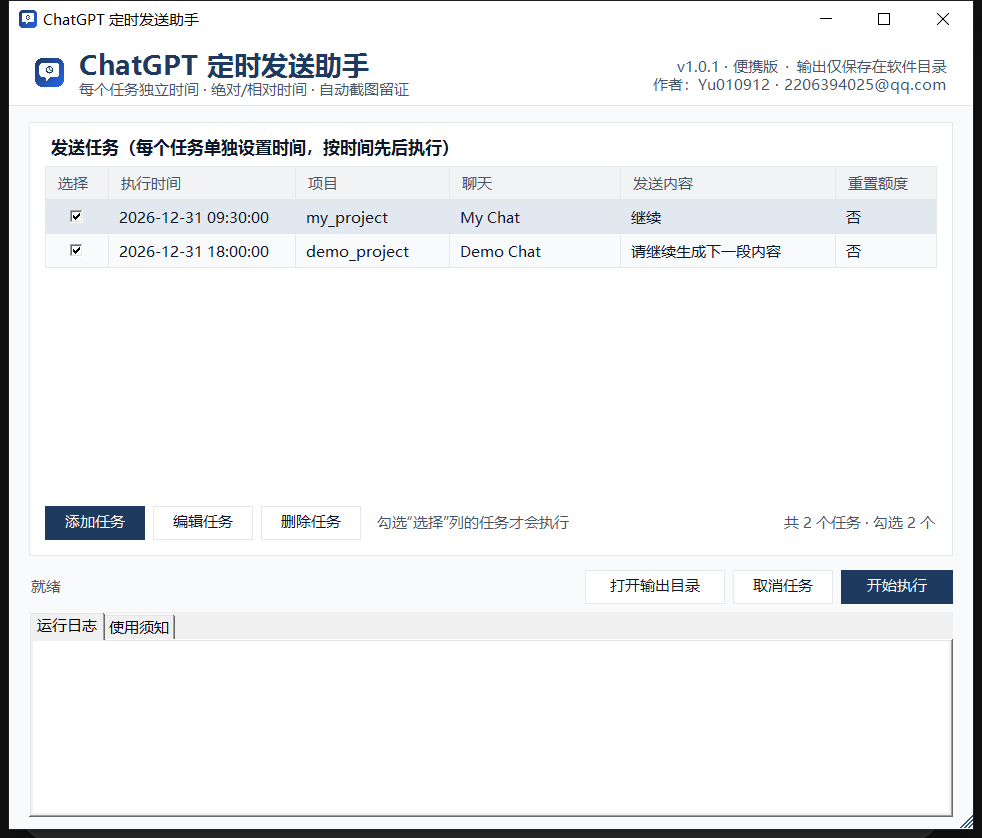 ChatGPT 定时发送助手
ChatGPT 定时发送助手
每个任务独立时间 · 绝对/相对时间 · 自动截图留证
v1.0.1 · 便携版 · 输出仅保存在软件目录
作者：Yu010912 · 2206394025@qq.com
发送任务（每个任务单独设置时间，按时间先后执行）
选择 执行时间 项目 聊天 发送内容 重置额度
2026-12-31 09:30:00 my_project My Chat 继续 否
2026-12-31 18:00:00 demo_project Demo Chat 请继续生成下一段内容 否
添加任务 编辑任务 删除任务 勾选“选择”列的任务才会执行 共 2 个任务 · 勾选 2 个
就绪 打开输出目录 取消任务 开始执行
运行日志 使用须知